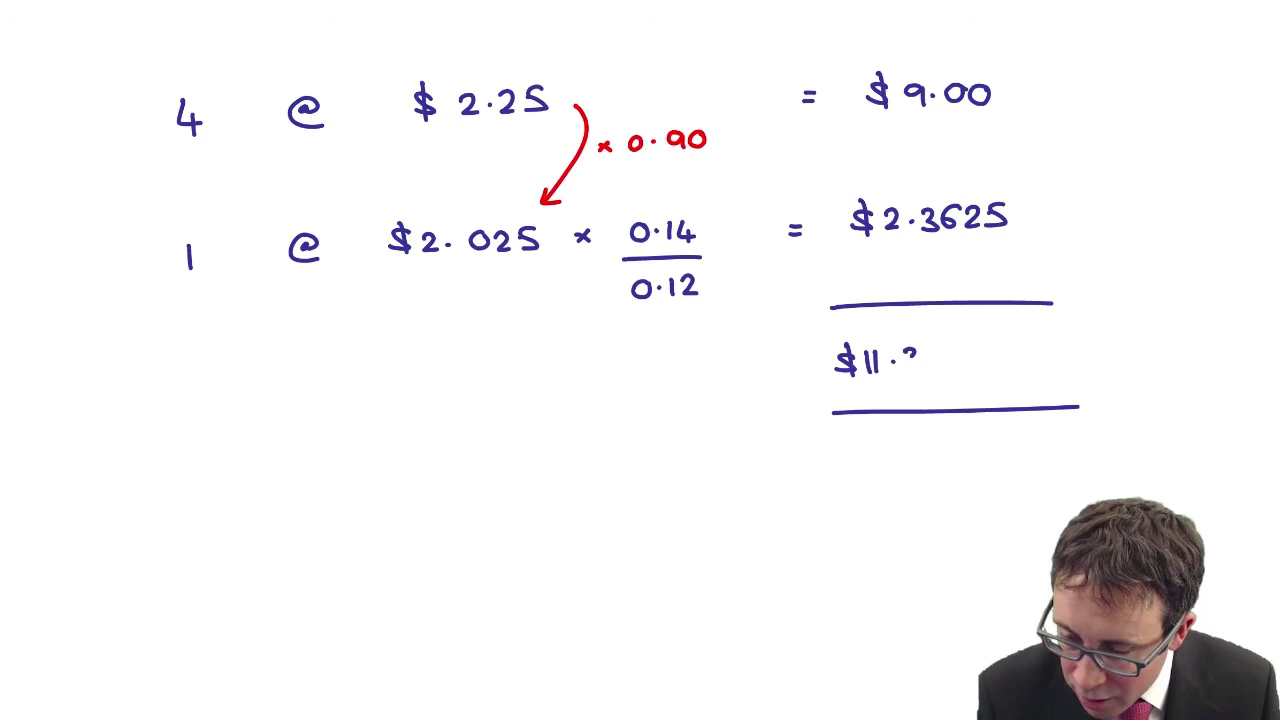 4 @ $ 2.25 = $ 9.00
x 0.90
1 @ $2.025 x 0.14 = $2.3625
0.12
$11.